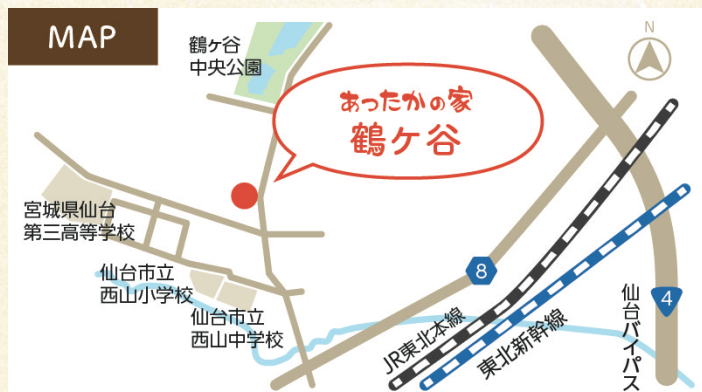 MAP
鶴ケ谷
中央公園
N
あったかの家
鶴ケ谷
宮城県仙台
第三高等学校
仙台市立
西山小学校
仙台市立
西山中学校
8
JR東北本線
東北新幹線
4
仙台バイパス